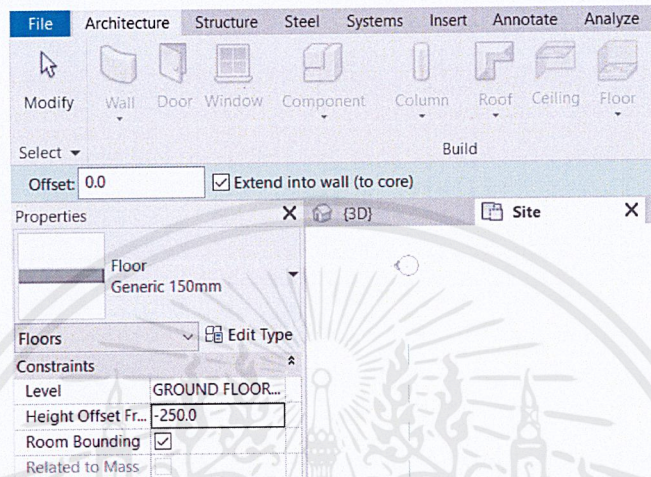 File Architecture Structure Steel Systems Insert Annotate Analyze
Modify Wall Door Window Component Column Roof Ceiling Floor
Select Build
Offset: 0.0 Extend into wall (to core)
Properties {3D} Site
Floor
Generic 150mm
Floors Edit Type
Constraints
Level GROUND FLOOR...
Height Offset Fr... -250.0
Room Bounding
Related to Mass